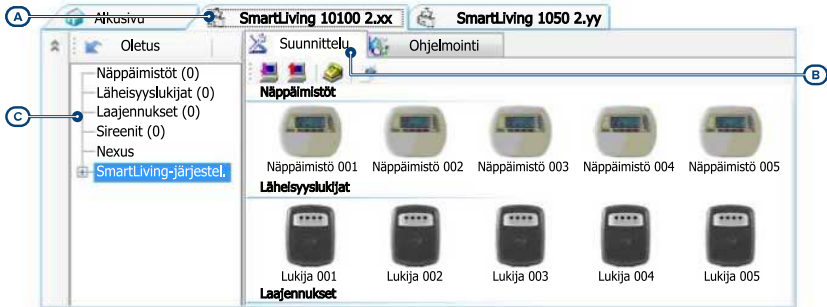 A Alkusivu SmartLiving 10100 2.xx SmartLiving 1050 2.yy
Oletus Suunnittelu Ohjelmointi
B
C
Näppäimistöt (0)
Läheisyyslukijat (0)
Laajennukset (0)
Sireenit (0)
Nexus
SmartLiving-järjestel.
Näppäimistöt
Näppäimistö 001 Näppäimistö 002 Näppäimistö 003 Näppäimistö 004 Näppäimistö 005
Läheisyyslukijat
Lukija 001 Lukija 002 Lukija 003 Lukija 004 Lukija 005
Laajennukset